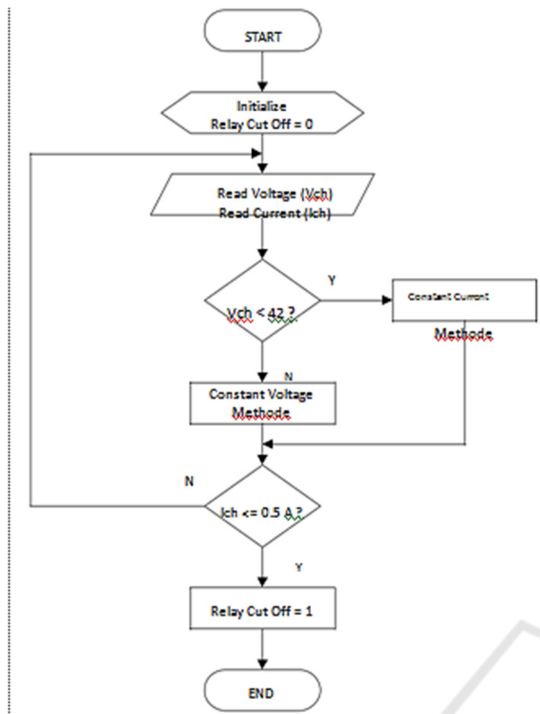 START
Initialize
Relay Cut Off = 0
Read Voltage (Vch)
Read Current (Ich)
Vch < 42 ?
Y
Constant Current
Methode
N
Constant Voltage
Methode
N
Ich <= 0.5 A ?
Y
Relay Cut Off = 1
END